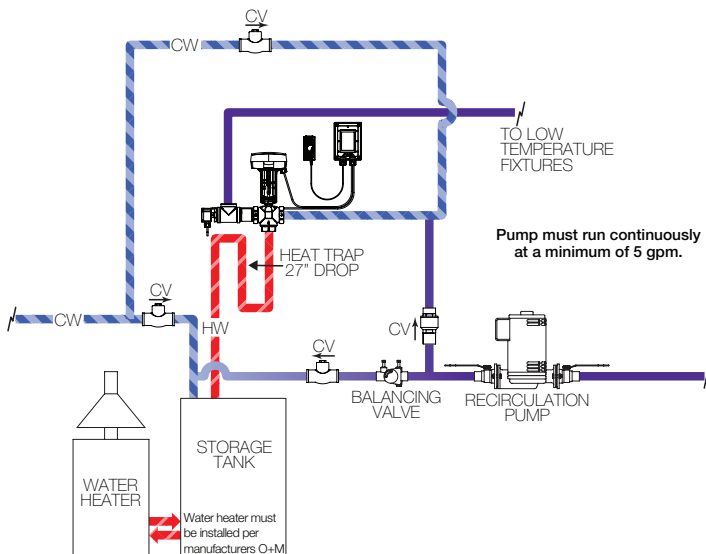 CV
CW
TO LOW
TEMPERATURE
FIXTURES
Pump must run continuously
at a minimum of 5 gpm.
HEAT TRAP
27" DROP
CV
CW
HW
CV
CV
BALANCING
VALVE
RECIRCULATION
PUMP
STORAGE
TANK
WATER
HEATER
Water heater must
be installed per
manufacturers O+M